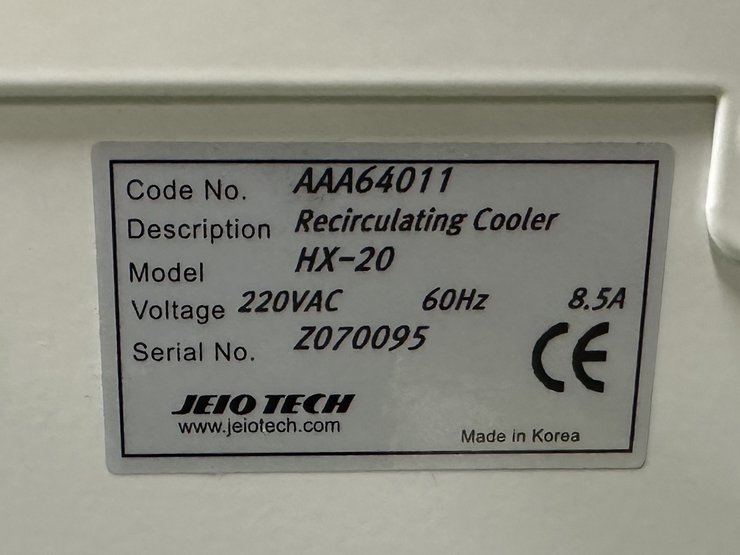 Code No. AAA64011
Description Recirculating Cooler
Model HX-20
Voltage 220VAC 60Hz 8.5A
Serial No. Z070095
CE
JEIO TECH
www.jeiotech.com
Made in Korea